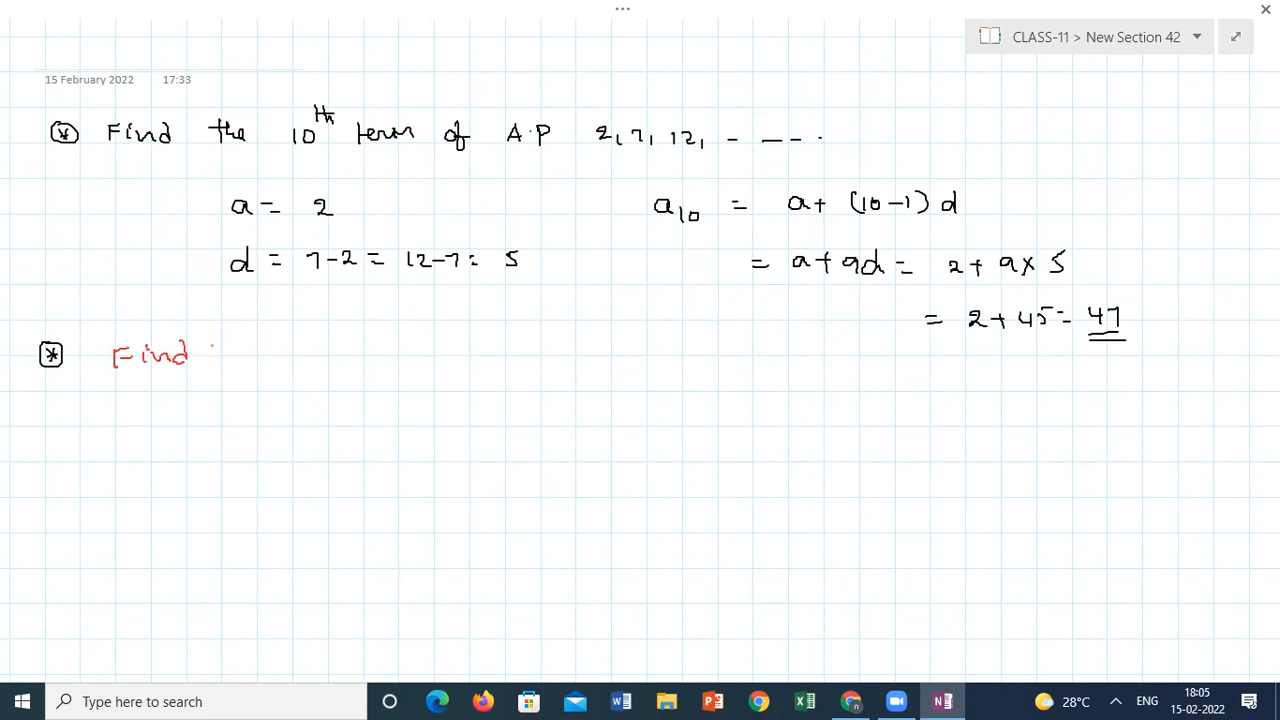 CLASS-11 > New Section 42
15 February 2022 17:33
Find the 10th term of A.P 2, 7, 12, - - - - .
a = 2
a10 = a + (10-1) d
d = 7-2 = 12-7 = 5
= a + 9d = 2 + 9 x 5
= 2 + 45 = 47
* Find
Type here to search
28°C ENG 18:05
15-02-2022